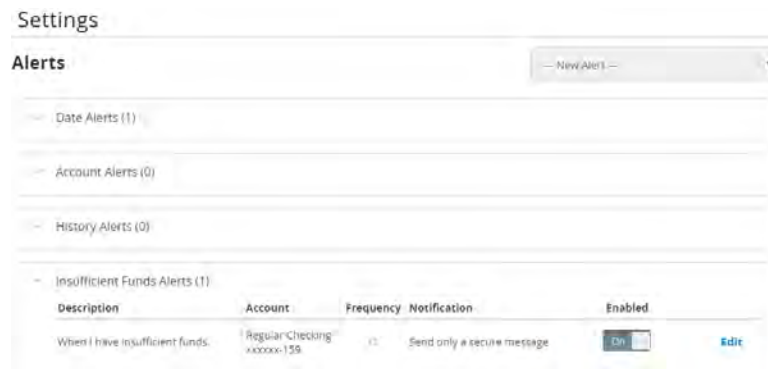 Settings
Alerts
-- New Alert --
Date Alerts (1)
Account Alerts (0)
History Alerts (0)
Insufficient Funds Alerts (1)
Description Account Frequency Notification Enabled
When I have insufficient funds. Regular Checking Send only a secure message On Edit
xxxxxx-159